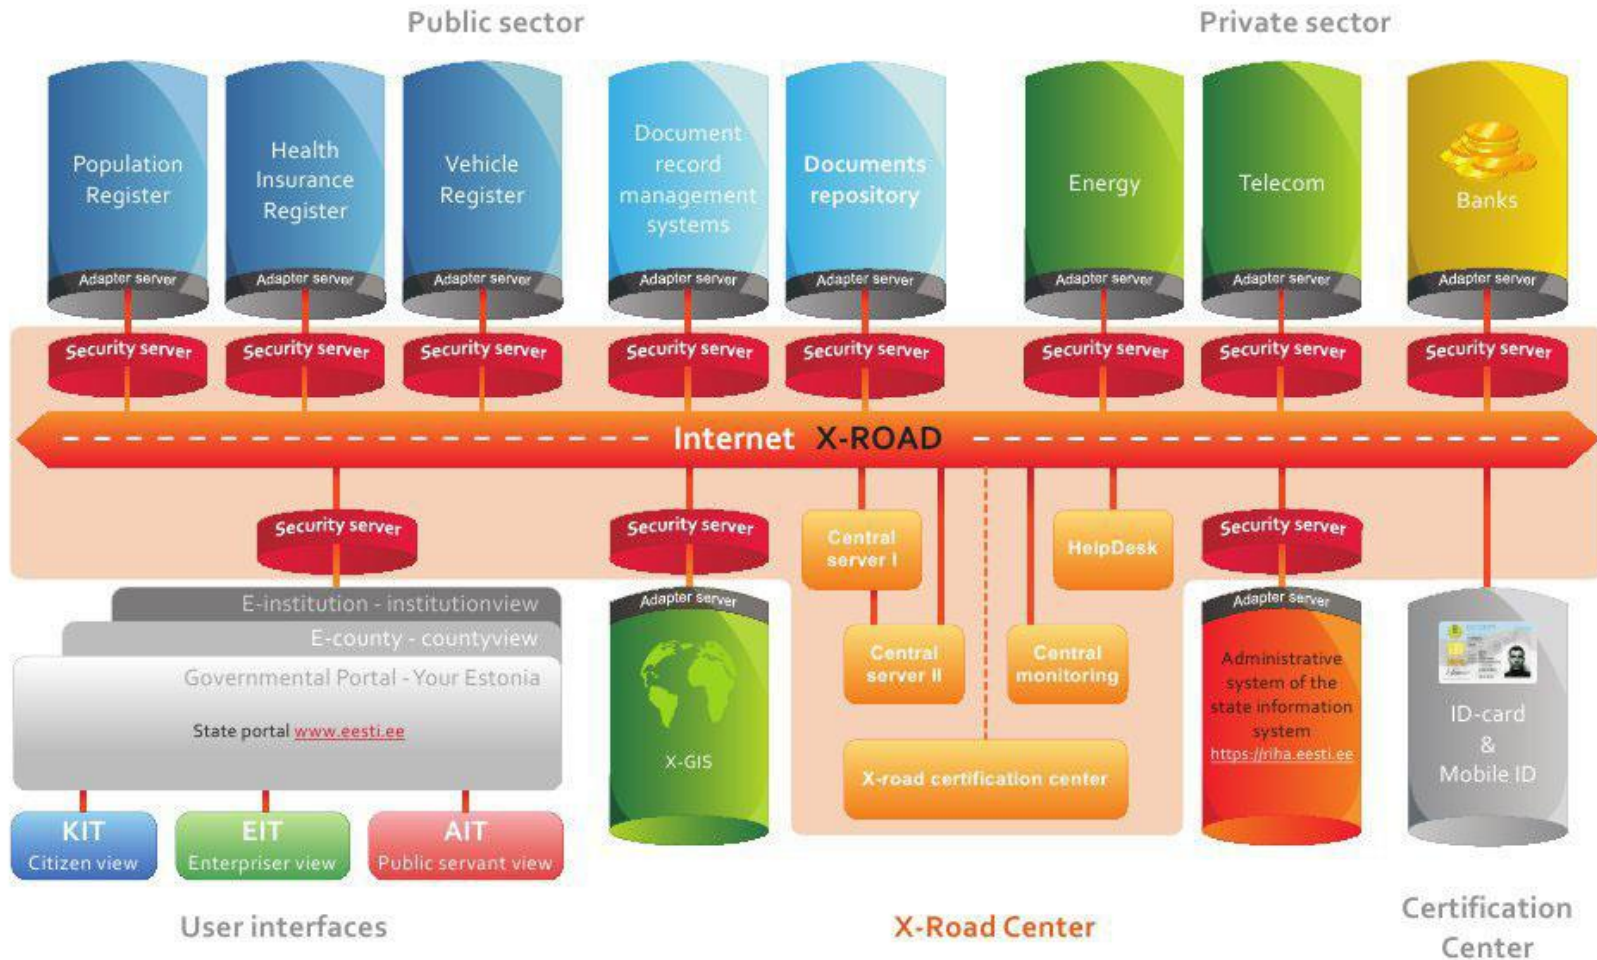 Public sector
Private sector
Population
Register
Health
Insurance
Register
Vehicle
Register
Document
record
management
systems
Documents
repository
Energy
Telecom
Banks
Adapter server
Adapter server
Adapter server
Adapter server
Adapter server
Adapter server
Adapter server
Adapter server
Security server
Security server
Security server
Security server
Security server
Security server
Security server
Security server
Internet X-ROAD
Security server
Security server
Central
server I
HelpDesk
Security server
E-institution - institutionview
E-county - countyview
Governmental Portal - Your Estonia
State portal www.eesti.ee
Adapter server
X-GIS
Central
server II
Central
monitoring
X-road certification center
Adapter server
Administrative
system of the
state information
system
https://riha.eesti.ee
ID-card
&
Mobile ID
KIT
Citizen view
EIT
Enterpriser view
AIT
Public servant view
User interfaces
X-Road Center
Certification
Center